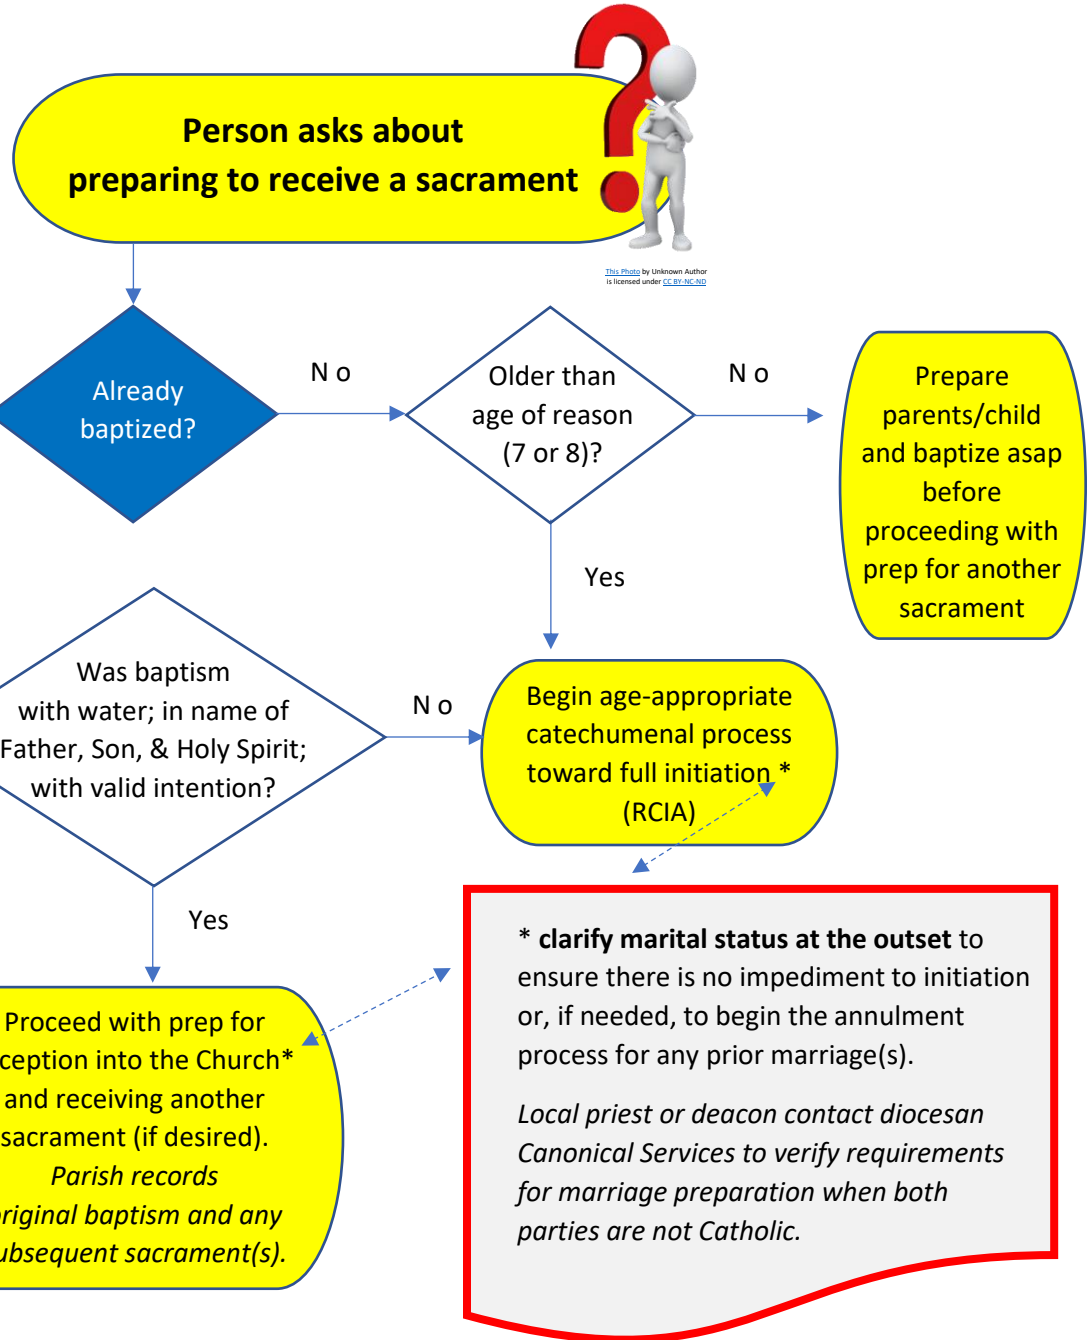 Person asks about
preparing to receive a sacrament
This Photo by Unknown Author
is licensed under CC BY-NC-ND
Already
baptized?
N o
Older than
age of reason
(7 or 8)?
N o
Prepare
parents/child
and baptize asap
before
proceeding with
prep for another
sacrament
Yes
Was baptism
with water; in name of
Father, Son, & Holy Spirit;
with valid intention?
N o
Begin age-appropriate
catechumenal process
toward full initiation *
(RCIA)
Yes
Proceed with prep for
ception into the Church*
and receiving another
sacrament (if desired).
Parish records
riginal baptism and any
ubsequent sacrament(s).
* clarify marital status at the outset to
ensure there is no impediment to initiation
or, if needed, to begin the annulment
process for any prior marriage(s).
Local priest or deacon contact diocesan
Canonical Services to verify requirements
for marriage preparation when both
parties are not Catholic.